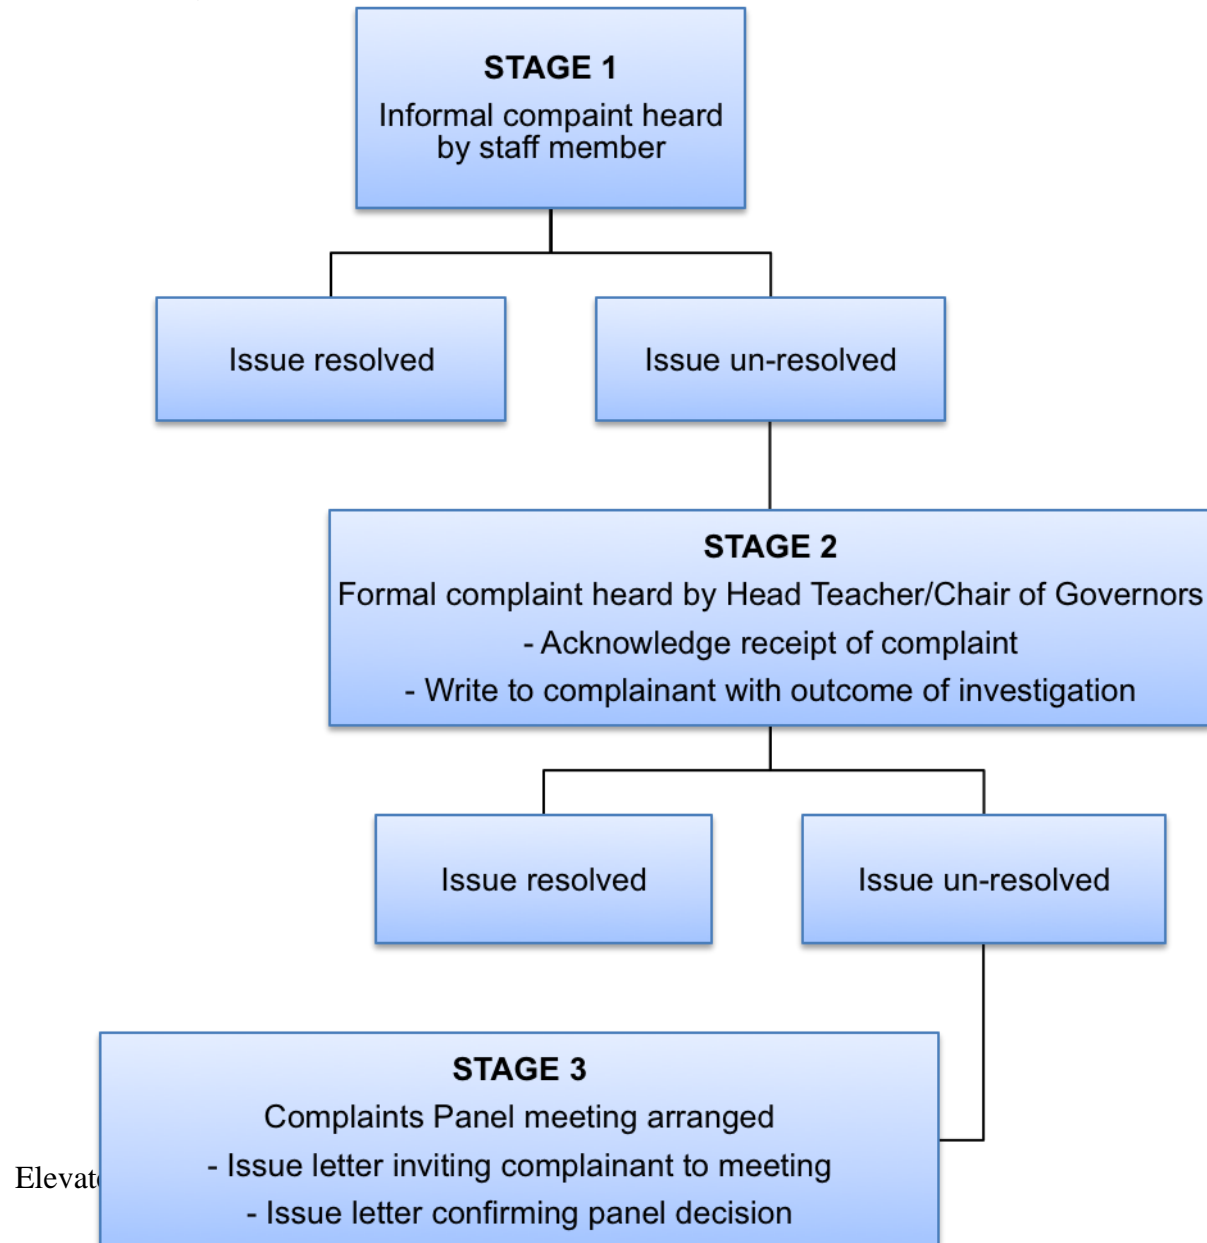 STAGE 1
Informal compaint heard
by staff member
Issue resolved
Issue un-resolved
STAGE 2
Formal complaint heard by Head Teacher/Chair of Governors
- Acknowledge receipt of complaint
- Write to complainant with outcome of investigation
Issue resolved
Issue un-resolved
STAGE 3
Complaints Panel meeting arranged
- Issue letter inviting complainant to meeting
- Issue letter confirming panel decision